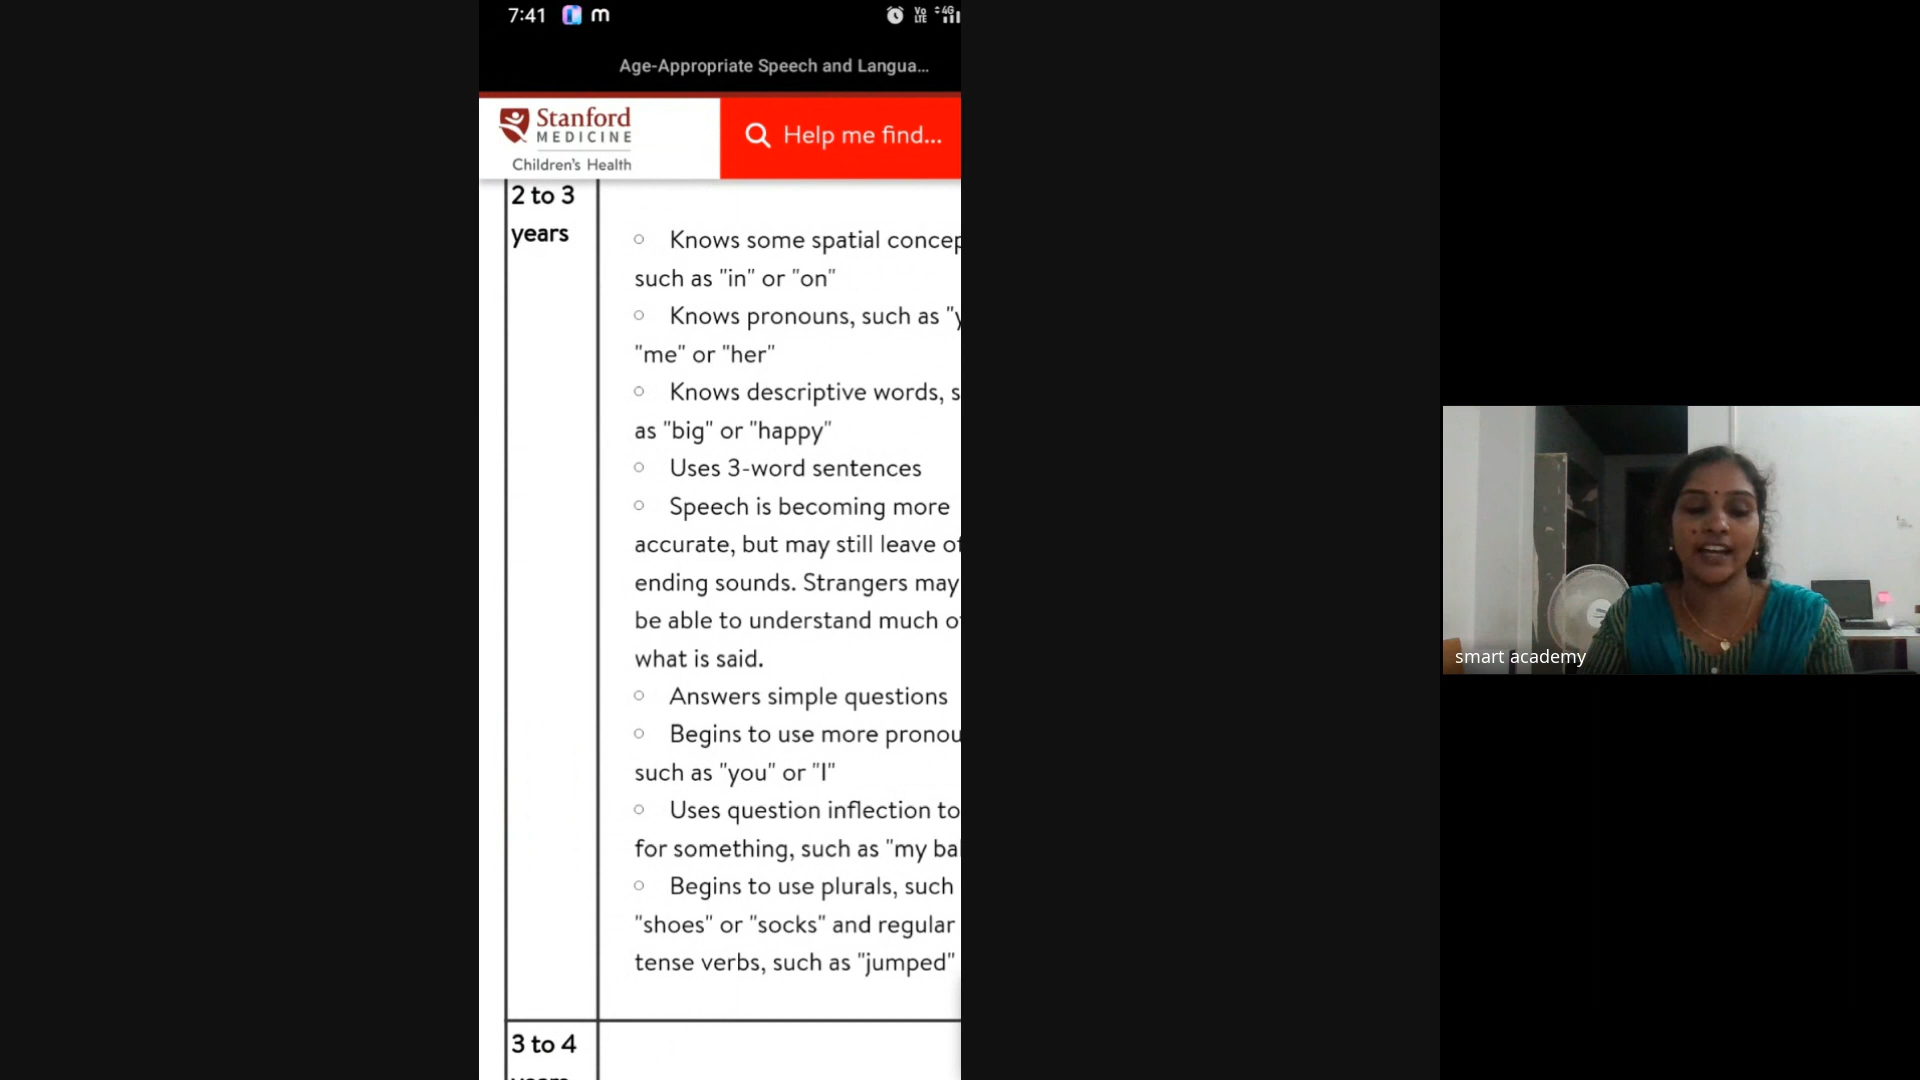 7:41 m Vo LTE 4G
Age-Appropriate Speech and Langua...
Stanford
MEDICINE
Children's Health
Help me find...
2 to 3
years
Knows some spatial
such as "in" or "on"
Knows pronouns, such as
"me" or "her"
Knows descriptive words,
as "big" or "happy"
Uses 3-word sentences
Speech is becoming more
accurate, but may still leave
ending sounds. Strangers may
be able to understand much
what is said.
Answers simple questions
Begins to use more
such as "you" or "I"
Uses question inflection to
for something, such as "my
Begins to use plurals, such
"shoes" or "socks" and regular
tense verbs, such as "jumped"
3 to 4
smart academy